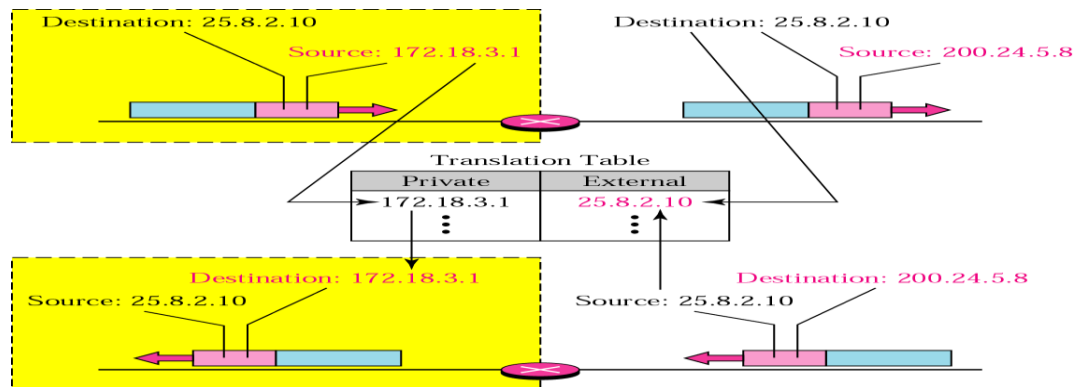 Destination: 25.8.2.10
Source: 172.18.3.1
Destination: 25.8.2.10
Source: 200.24.5.8
Translation Table
Private External
172.18.3.1 25.8.2.10
Destination: 172.18.3.1
Source: 25.8.2.10
Destination: 200.24.5.8
Source: 25.8.2.10